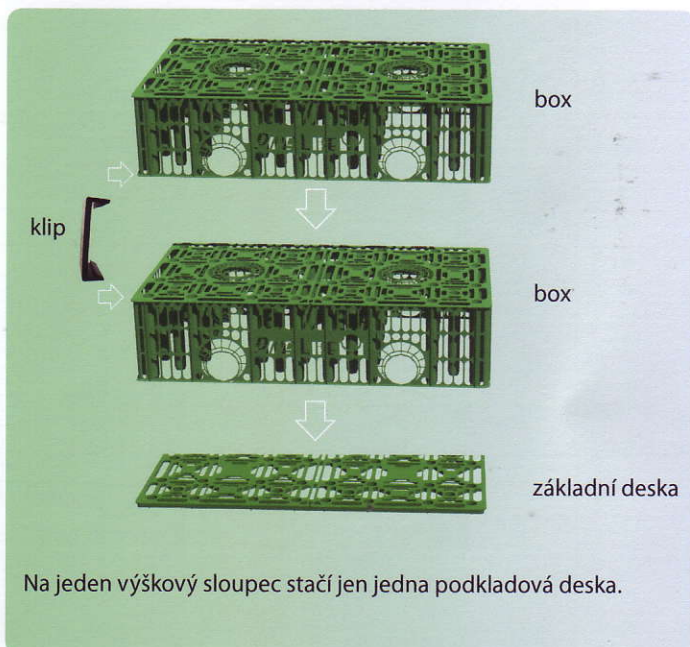 box
klip
box
základní deska
Na jeden výškový sloupec stačí jen jedna podkladová deska.